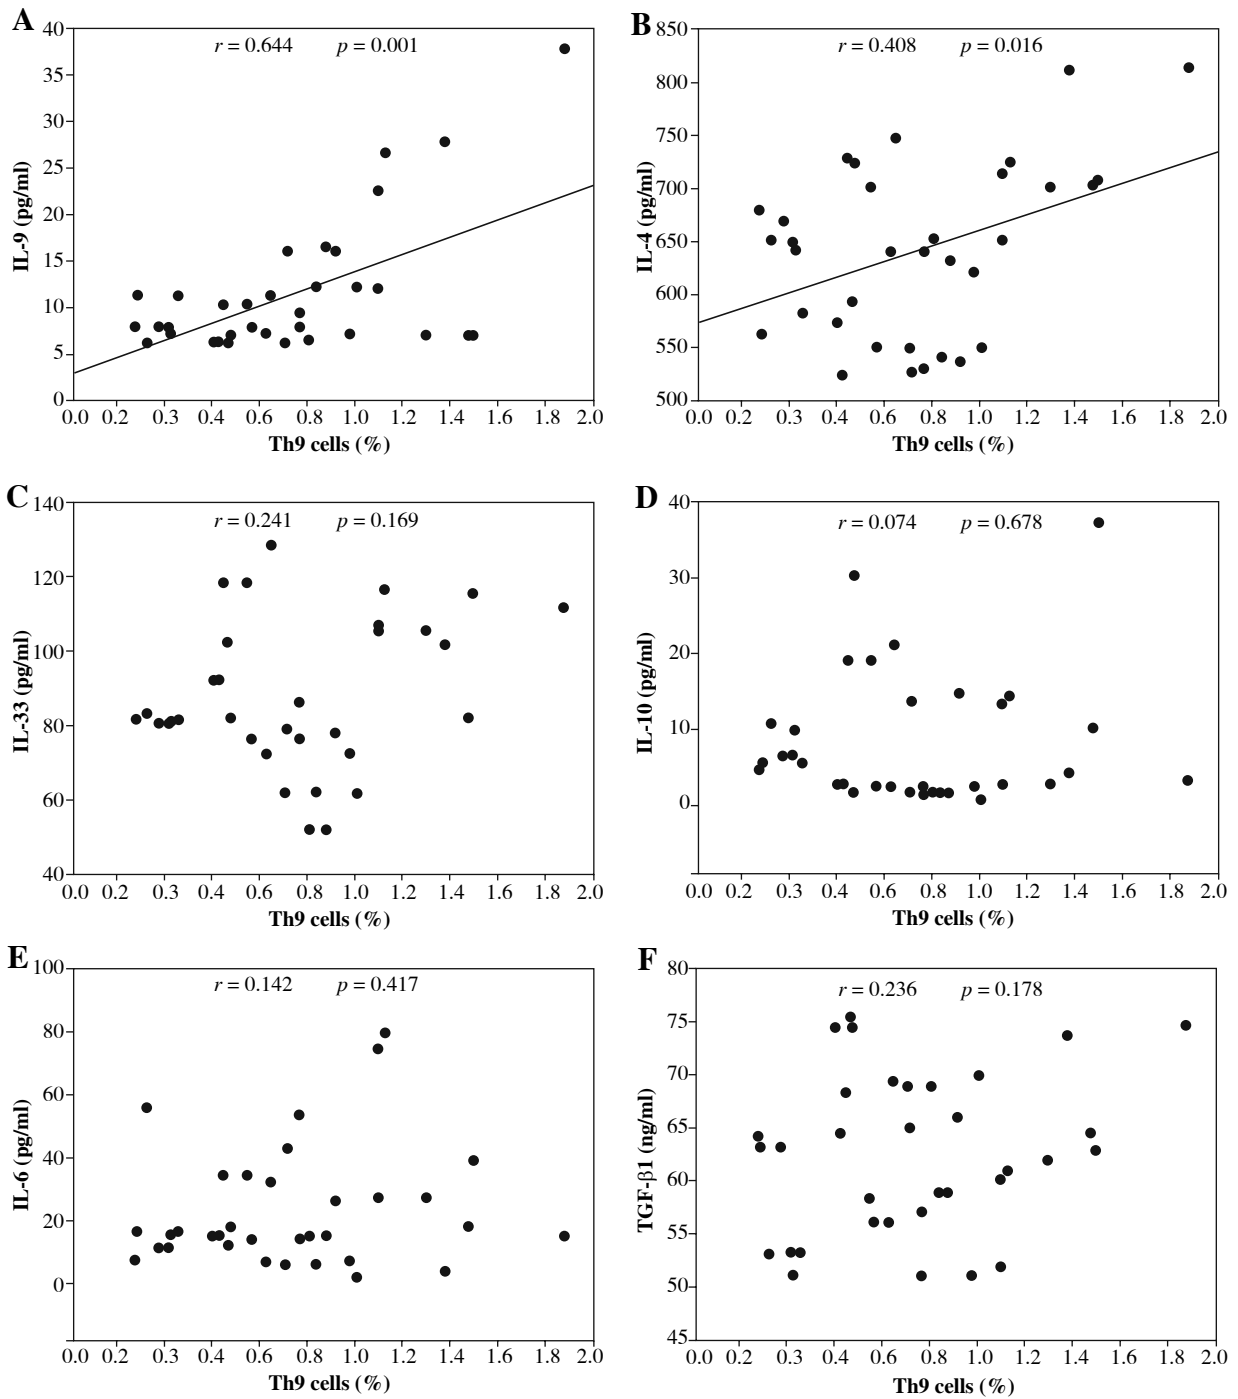 A
r = 0.644 p = 0.001
IL-9 (pg/ml)
40
35
30
25
20
15
10
5
0
0.0 0.2 0.3 0.4 0.6 0.8 1.0 1.2 1.4 1.6 1.8 2.0
Th9 cells (%)
B
r = 0.408 p = 0.016
IL-4 (pg/ml)
850
800
750
700
650
600
550
500
0.0 0.2 0.3 0.4 0.6 0.8 1.0 1.2 1.4 1.6 1.8 2.0
Th9 cells (%)
C
r = 0.241 p = 0.169
IL-33 (pg/ml)
140
120
100
80
60
40
0.0 0.2 0.3 0.4 0.6 0.8 1.0 1.2 1.4 1.6 1.8 2.0
Th9 cells (%)
D
r = 0.074 p = 0.678
IL-10 (pg/ml)
40
30
20
10
0
0.0 0.2 0.3 0.4 0.6 0.8 1.0 1.2 1.4 1.6 1.8 2.0
Th9 cells (%)
E
r = 0.142 p = 0.417
IL-6 (pg/ml)
100
80
60
40
20
0
0.0 0.2 0.3 0.4 0.6 0.8 1.0 1.2 1.4 1.6 1.8 2.0
Th9 cells (%)
F
r = 0.236 p = 0.178
TGF-β1 (ng/ml)
80
75
70
65
60
55
50
45
0.0 0.2 0.3 0.4 0.6 0.8 1.0 1.2 1.4 1.6 1.8 2.0
Th9 cells (%)